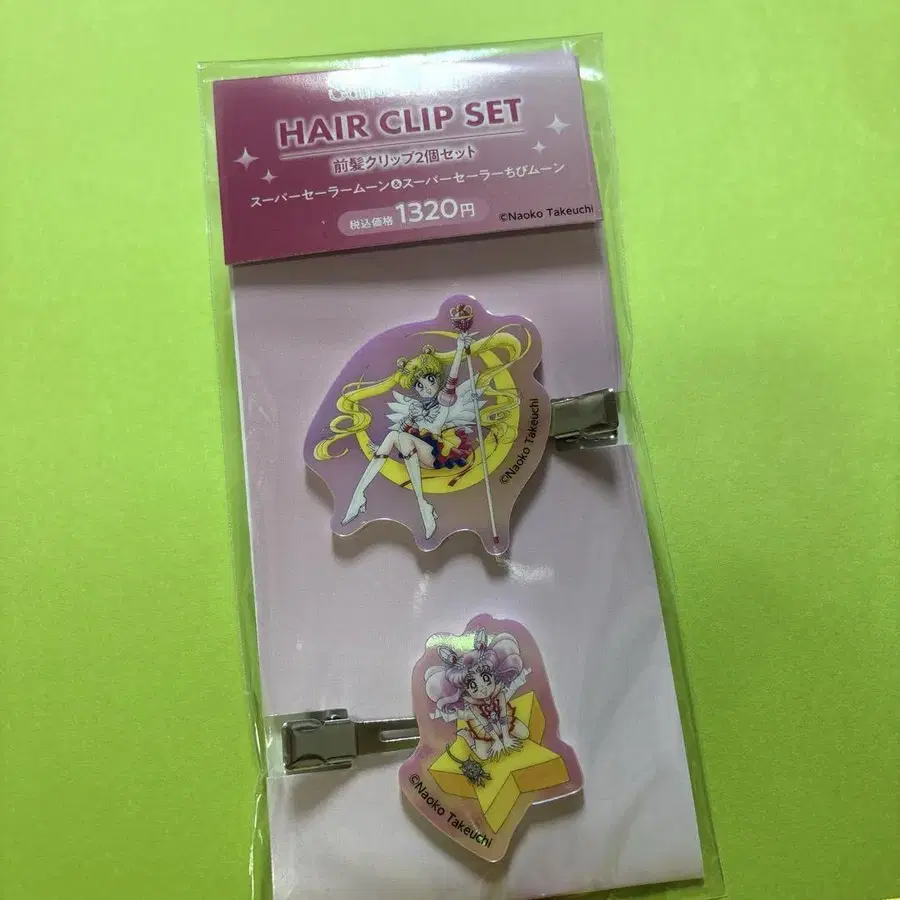 HAIR CLIP SET
前髪クリップ2個セット
スーパーセーラームーン&スーパーセーラーちびムーン
税込価格 1320円
©Naoko Takeuchi
©Naoko Takeuchi
©Naoko Takeuchi